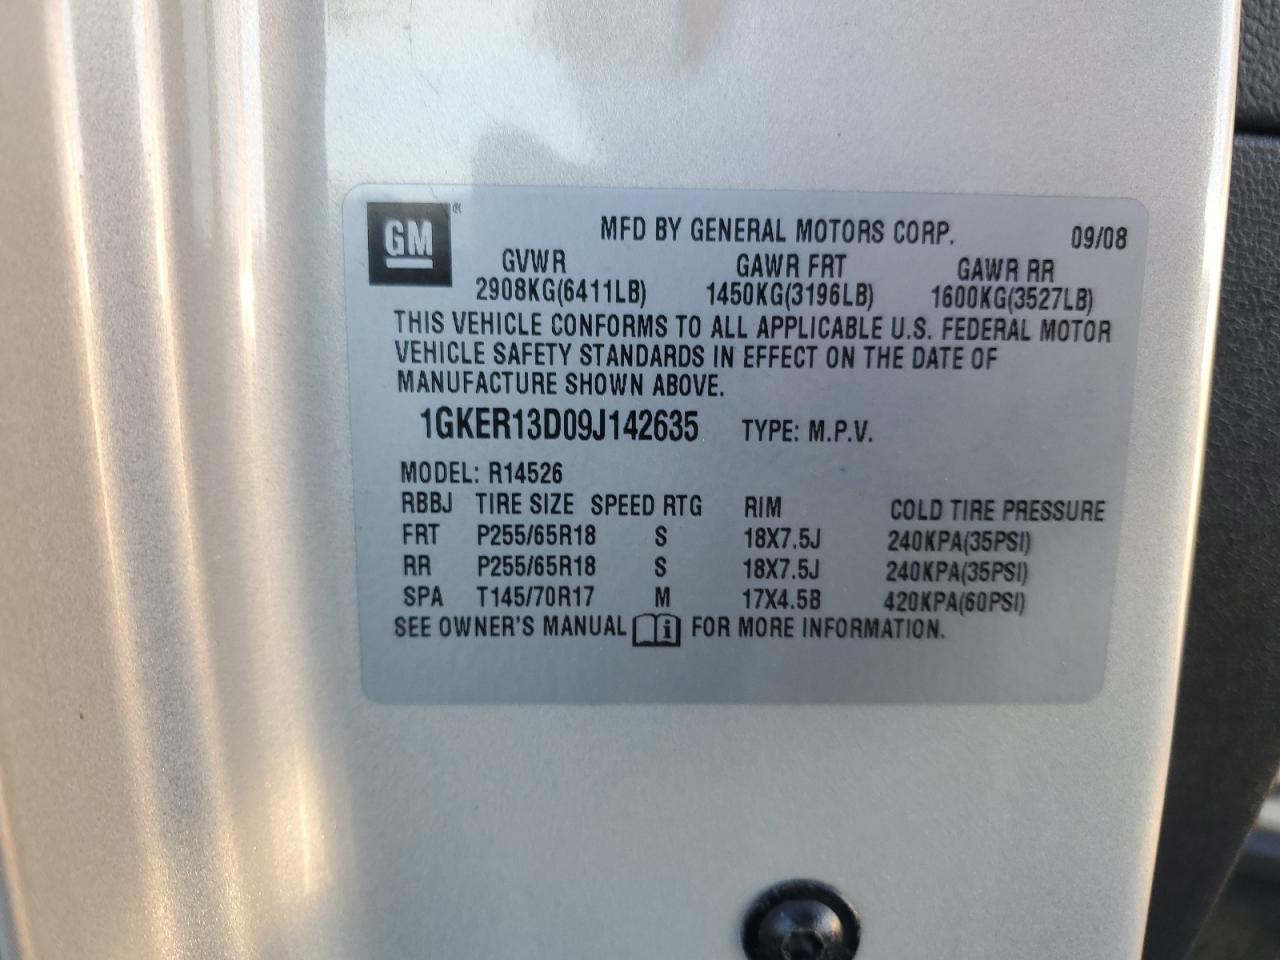 GM® MFD BY GENERAL MOTORS CORP. 09/08
GVWR GAWR FRT GAWR RR
2908KG(6411LB) 1450KG(3196LB) 1600KG(3527LB)
THIS VEHICLE CONFORMS TO ALL APPLICABLE U.S. FEDERAL MOTOR
VEHICLE SAFETY STANDARDS IN EFFECT ON THE DATE OF
MANUFACTURE SHOWN ABOVE.
1GKER13D09J142635 TYPE: M.P.V.
MODEL: R14526
RBBJ TIRE SIZE SPEED RTG RIM COLD TIRE PRESSURE
FRT P255/65R18 S 18X7.5J 240KPA(35PSI)
RR P255/65R18 S 18X7.5J 240KPA(35PSI)
SPA T145/70R17 M 17X4.5B 420KPA(60PSI)
SEE OWNER'S MANUAL i FOR MORE INFORMATION.